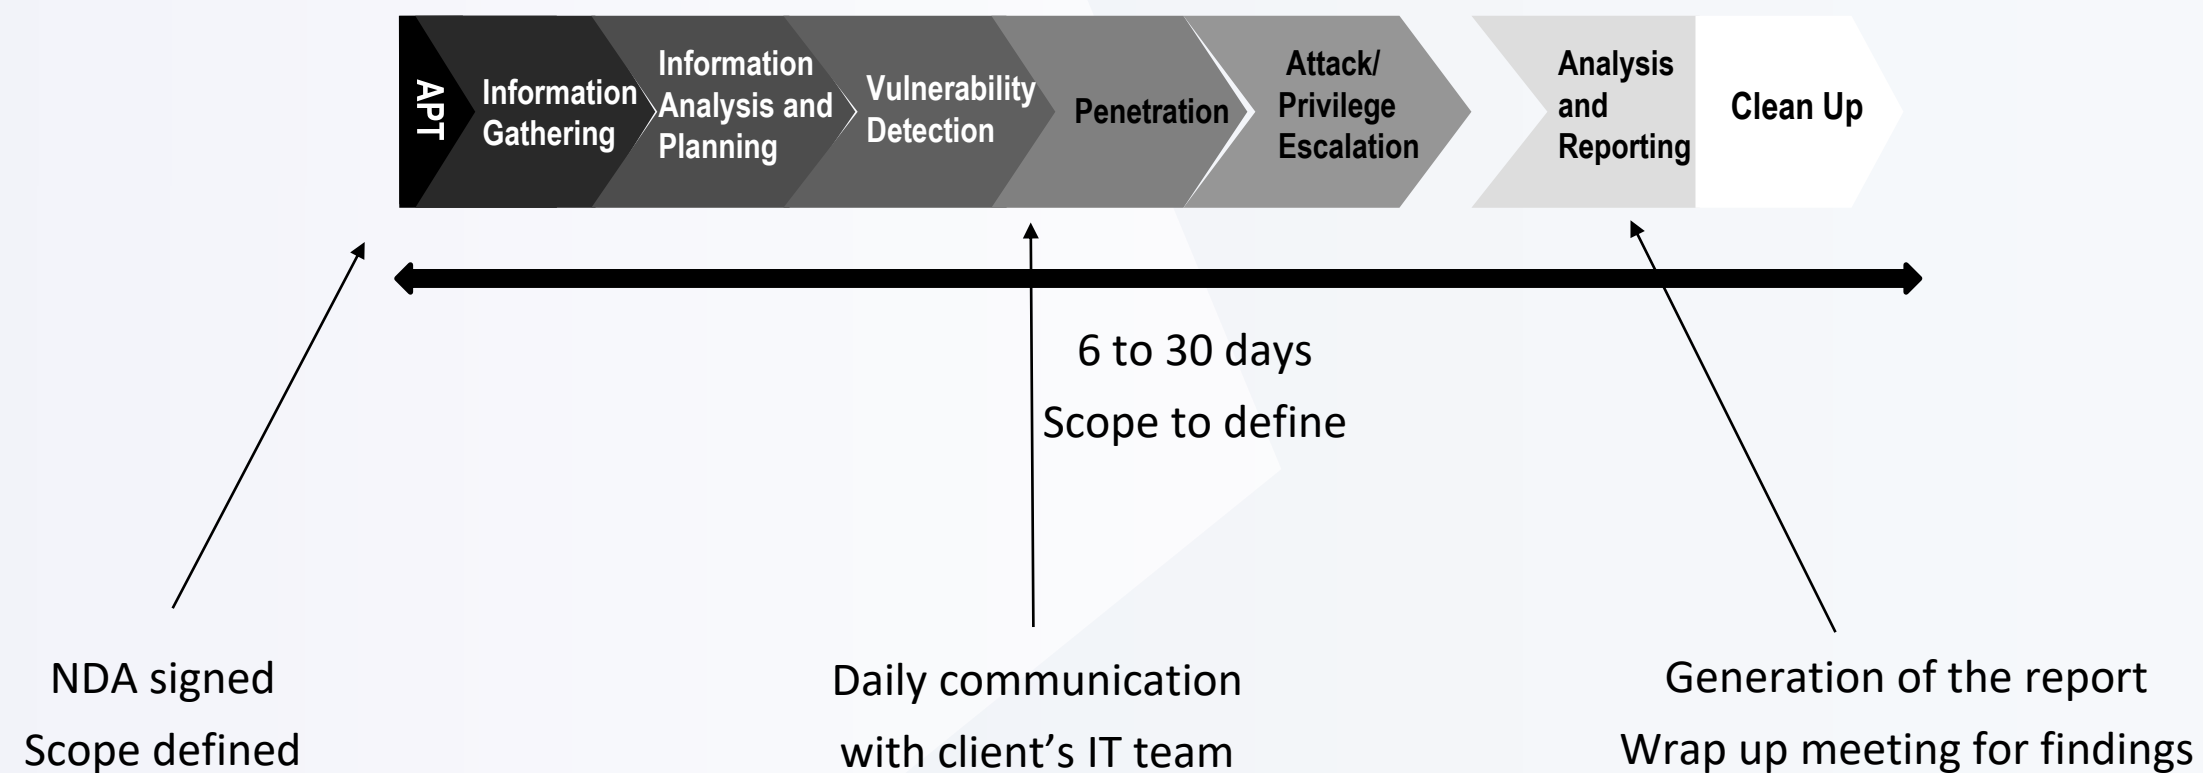 APT
Information
Gathering
Information
Analysis and
Planning
Vulnerability
Detection
Penetration
Attack/
Privilege
Escalation
Analysis
and
Reporting
Clean Up
6 to 30 days
Scope to define
NDA signed
Scope defined
Daily communication
with client’s IT team
Generation of the report
Wrap up meeting for findings